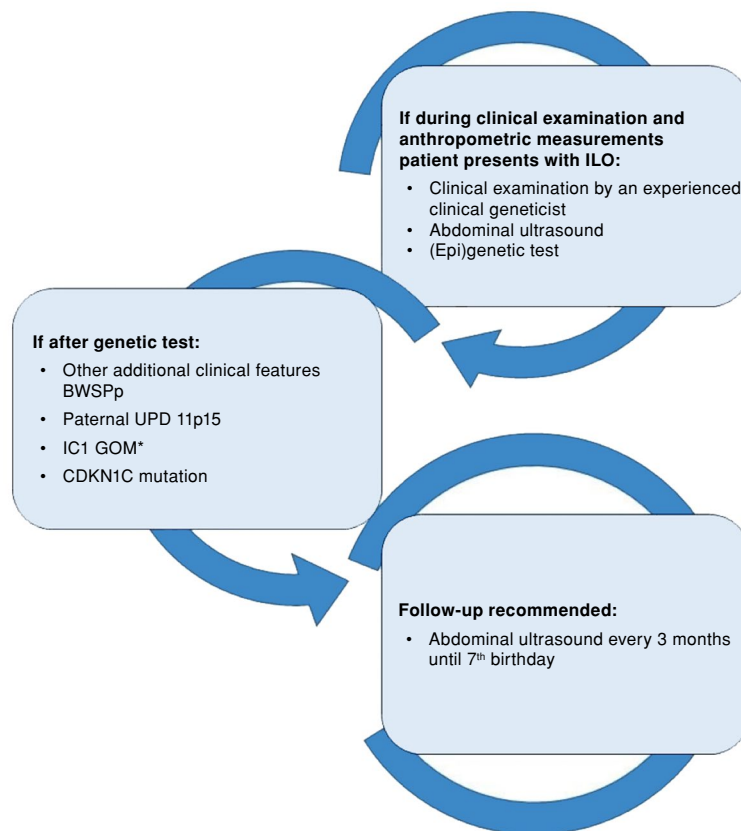 If during clinical examination and
anthropometric measurements
patient presents with ILO:
• Clinical examination by an experienced
clinical geneticist
• Abdominal ultrasound
• (Epi)genetic test
If after genetic test:
• Other additional clinical features
BWSPp
• Paternal UPD 11p15
• IC1 GOM*
• CDKN1C mutation
Follow-up recommended:
• Abdominal ultrasound every 3 months
until 7th birthday